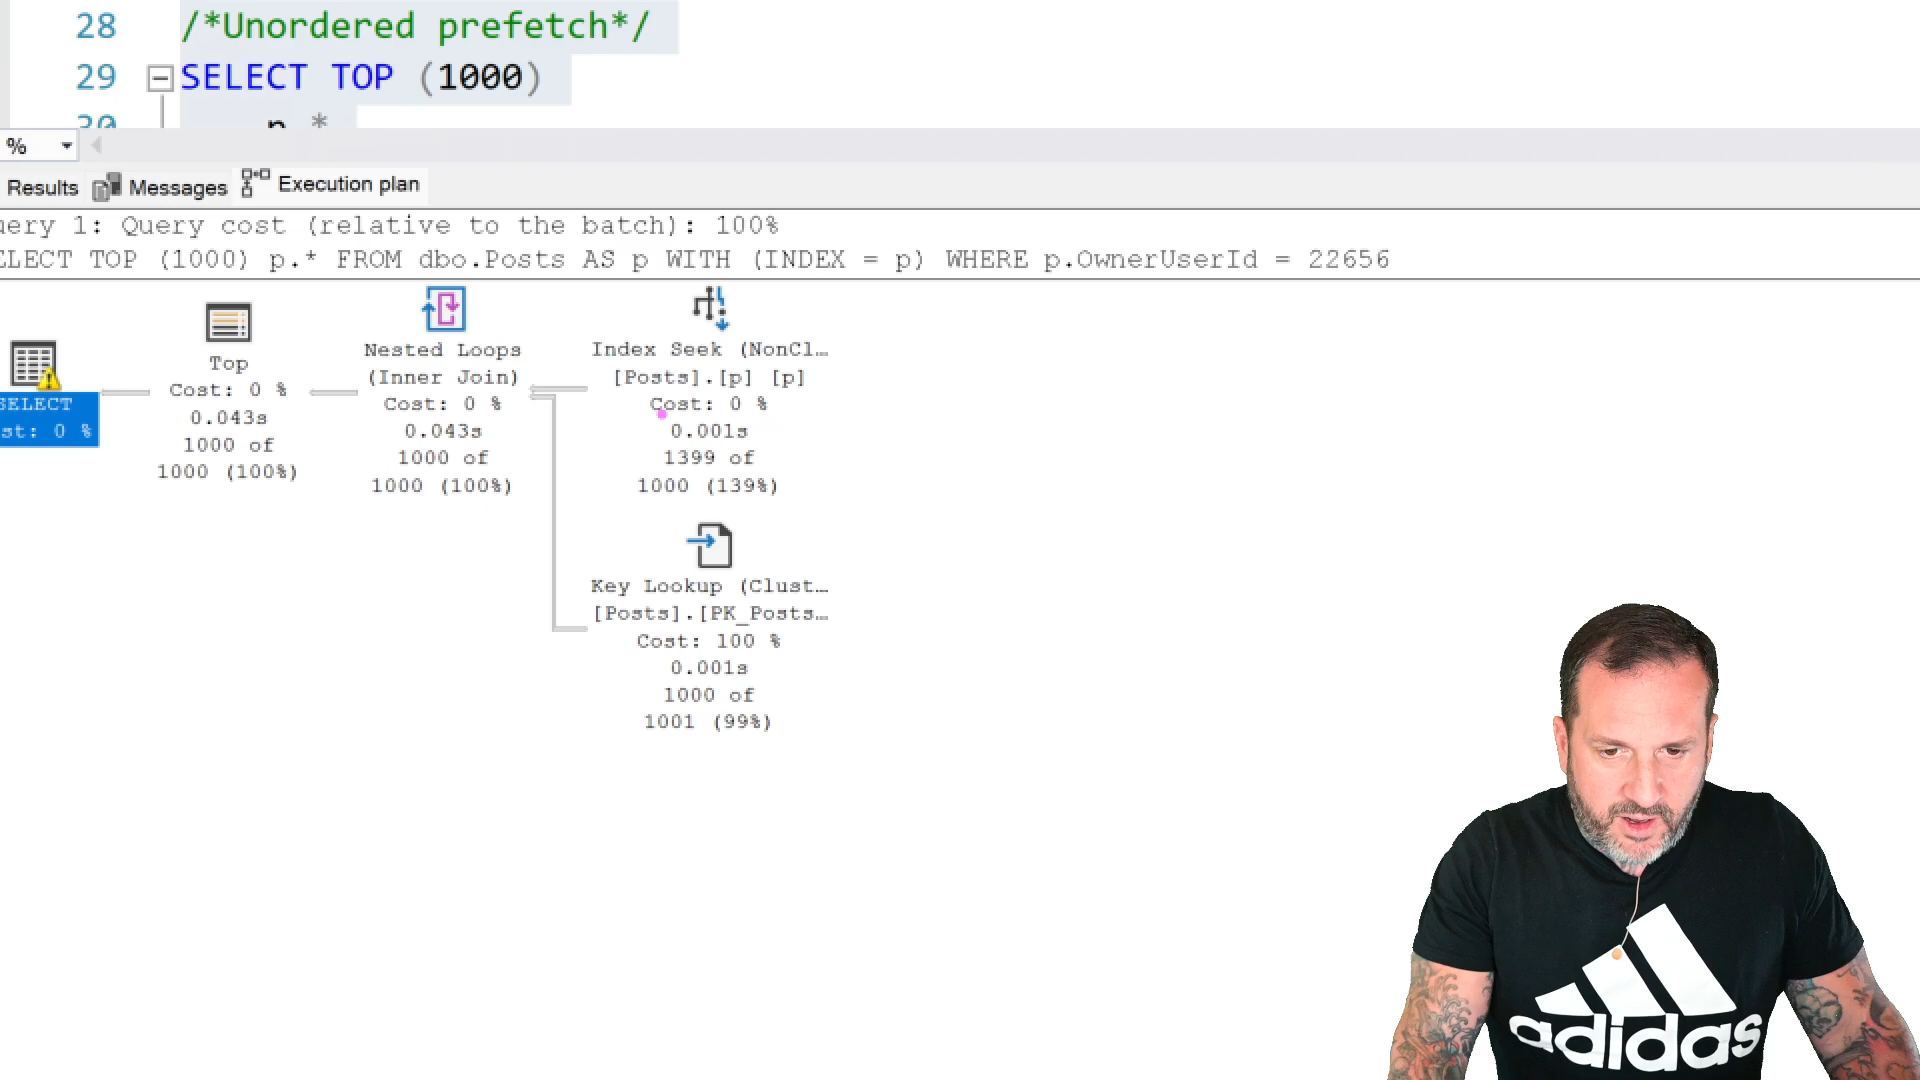 28 /*Unordered prefetch*/
29 SELECT TOP (1000)
30 p.*
%
Results Messages Execution plan
uery 1: Query cost (relative to the batch): 100%
ELECT TOP (1000) p.* FROM dbo.Posts AS p WITH (INDEX = p) WHERE p.OwnerUserId = 22656
SELECT
st: 0 %
Top
Cost: 0 %
0.043s
1000 of
1000 (100%)
Nested Loops
(Inner Join)
Cost: 0 %
0.043s
1000 of
1000 (100%)
Index Seek (NonCl…
[Posts].[p] [p]
Cost: 0 %
0.001s
1399 of
1000 (139%)
Key Lookup (Clust…
[Posts].[PK_Posts…
Cost: 100 %
0.001s
1000 of
1001 (99%)
adidas